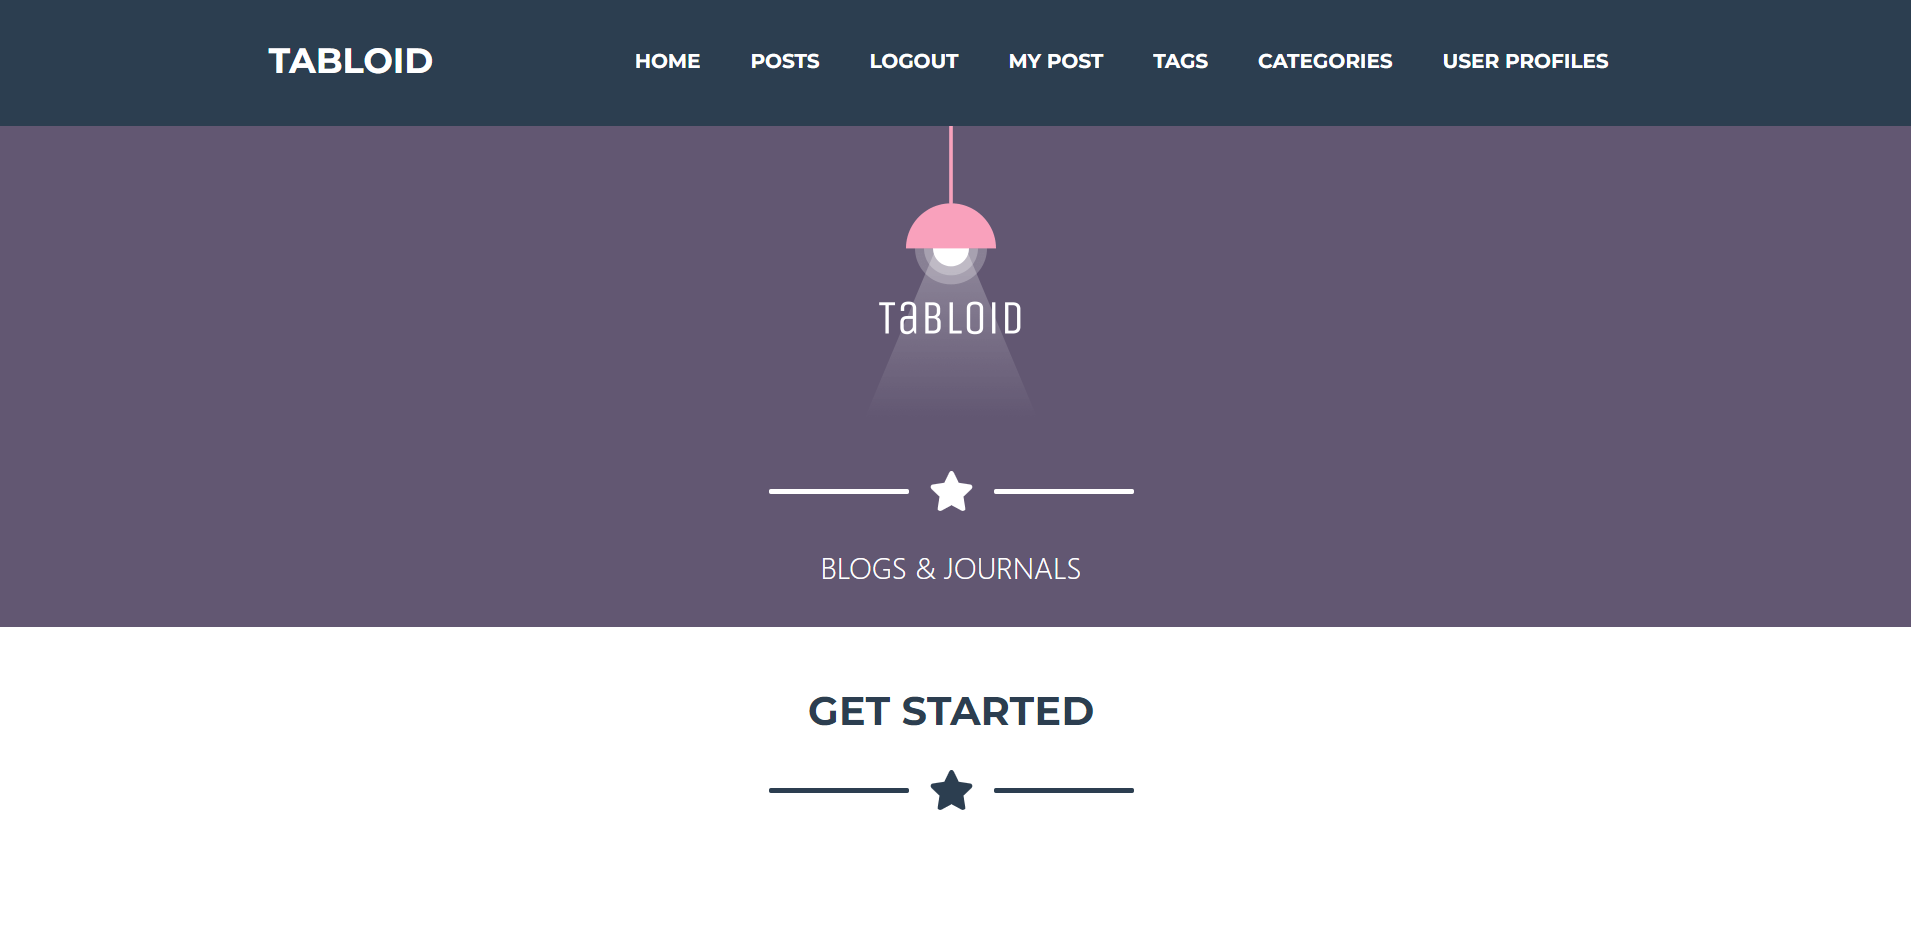 TABLOID HOME POSTS LOGOUT MY POST TAGS CATEGORIES USER PROFILES
TaBLOID
BLOGS & JOURNALS
GET STARTED